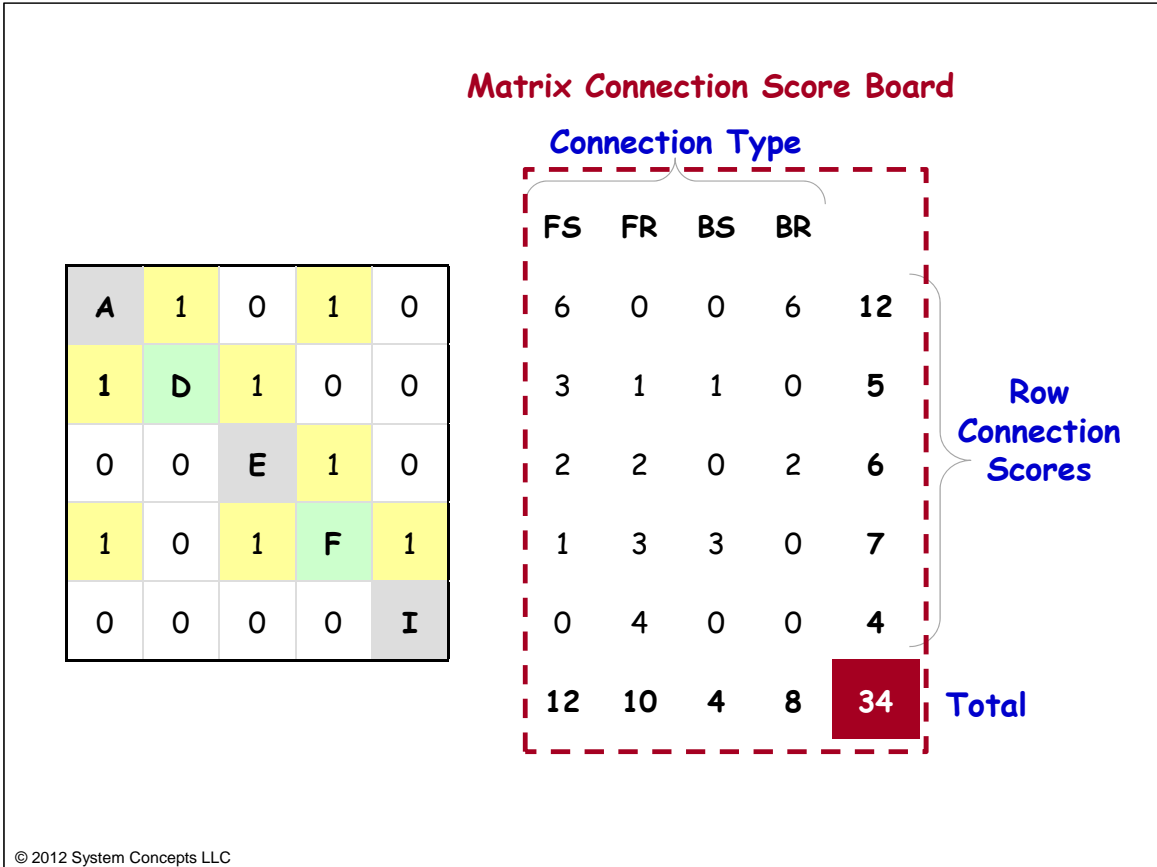 Matrix Connection Score Board
Connection Type
FS FR BS BR
A 1 0 1 0 6 0 0 6 12
1 D 1 0 0 3 1 1 0 5
0 0 E 1 0 2 2 0 2 6
1 0 1 F 1 1 3 3 0 7
0 0 0 0 I 0 4 0 0 4
Row
Connection
Scores
12 10 4 8 34 Total
© 2012 System Concepts LLC